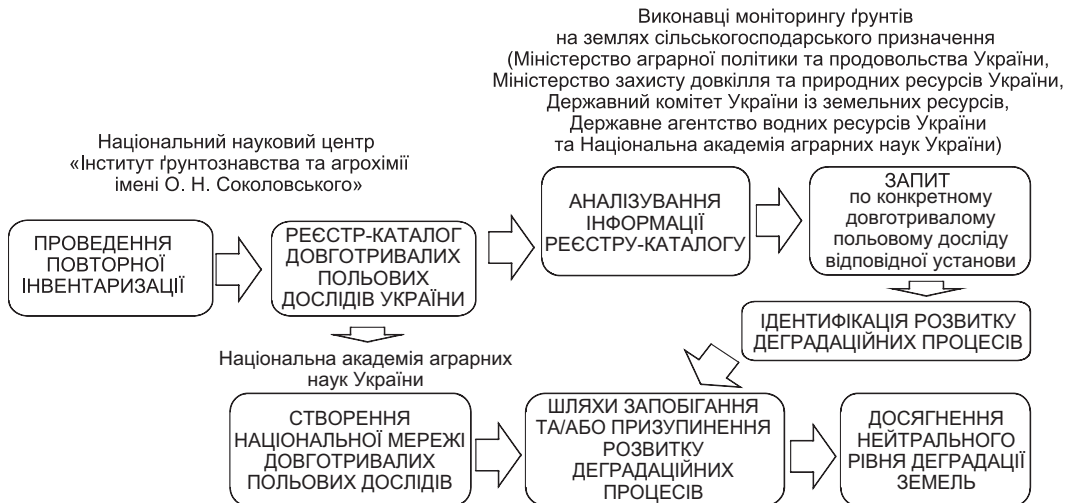 Виконавці моніторингу ґрунтів
на землях сільськогосподарського призначення
(Міністерство аграрної політики та продовольства України,
Міністерство захисту довкілля та природних ресурсів України,
Державний комітет України із земельних ресурсів,
Державне агентство водних ресурсів України
та Національна академія аграрних наук України)
Національний науковий центр
«Інститут ґрунтознавства та агрохімії
імені О. Н. Соколовського»
ПРОВЕДЕННЯ
ПОВТОРНОЇ
ІНВЕНТАРИЗАЦІЇ
РЕЄСТР-КАТАЛОГ
ДОВГОТРИВАЛИХ
ПОЛЬОВИХ
ДОСЛІДІВ УКРАЇНИ
АНАЛІЗУВАННЯ
ІНФОРМАЦІЇ
РЕЄСТРУ-КАТАЛОГУ
ЗАПИТ
по конкретному
довготривалому
польовому досліду
відповідної установи
ІДЕНТИФІКАЦІЯ РОЗВИТКУ
ДЕГРАДАЦІЙНИХ ПРОЦЕСІВ
Національна академія аграрних
наук України
СТВОРЕННЯ
НАЦІОНАЛЬНОЇ МЕРЕЖІ
ДОВГОТРИВАЛИХ
ПОЛЬОВИХ ДОСЛІДІВ
ШЛЯХИ ЗАПОБІГАННЯ
ТА/АБО ПРИЗУПИНЕННЯ
РОЗВИТКУ
ДЕГРАДАЦІЙНИХ
ПРОЦЕСІВ
ДОСЯГНЕННЯ
НЕЙТРАЛЬНОГО
РІВНЯ ДЕГРАДАЦІЇ
ЗЕМЕЛЬ